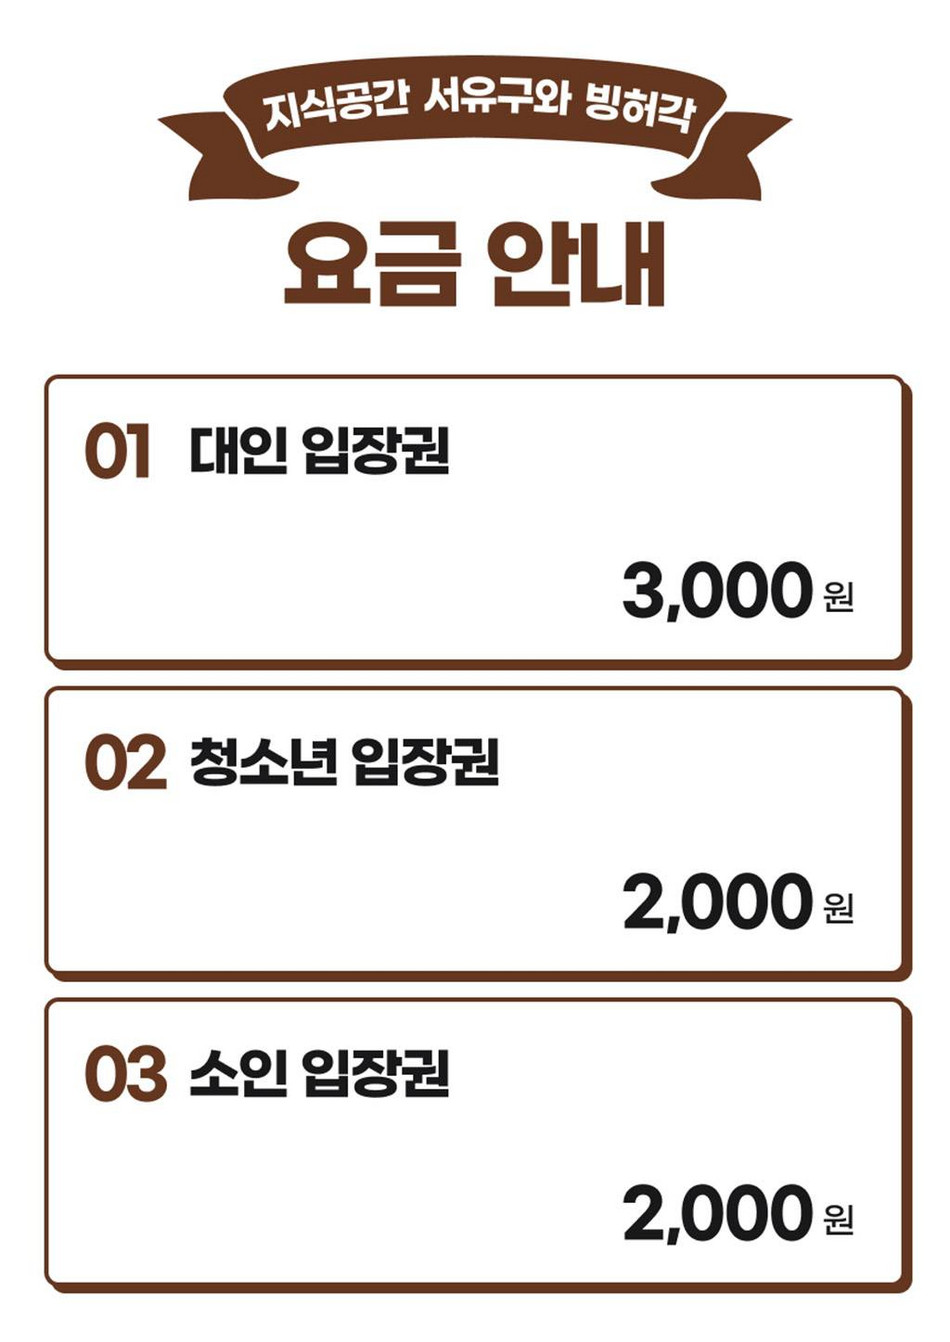 지식공간 서유구와 빙허각
요금 안내
01 대인 입장권
3,000 원
02 청소년 입장권
2,000 원
03 소인 입장권
2,000 원